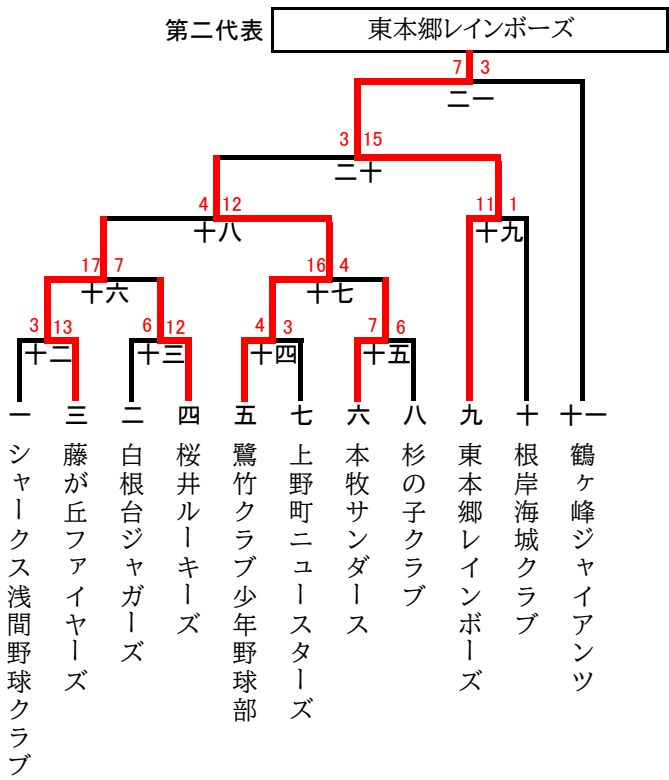 第二代表 東本郷レインボーズ
7 3
二一
3 15
二十
4 12 11 1
十八 十九
17 7 16 4
十六 十七
3 13 6 12 4 3 7 6
十二 十三 十四 十五
一 三 二 四 五 七 六 八 九 十 十一
シャークス浅間野球クラブ
藤が丘ファイヤーズ
白根台ジャガーズ
桜井ルーキーズ
鷺竹クラブ少年野球部
上野町ニュースターズ
本牧サンダース
杉の子クラブ
東本郷レインボーズ
根岸海城クラブ
鶴ヶ峰ジャイアンツ